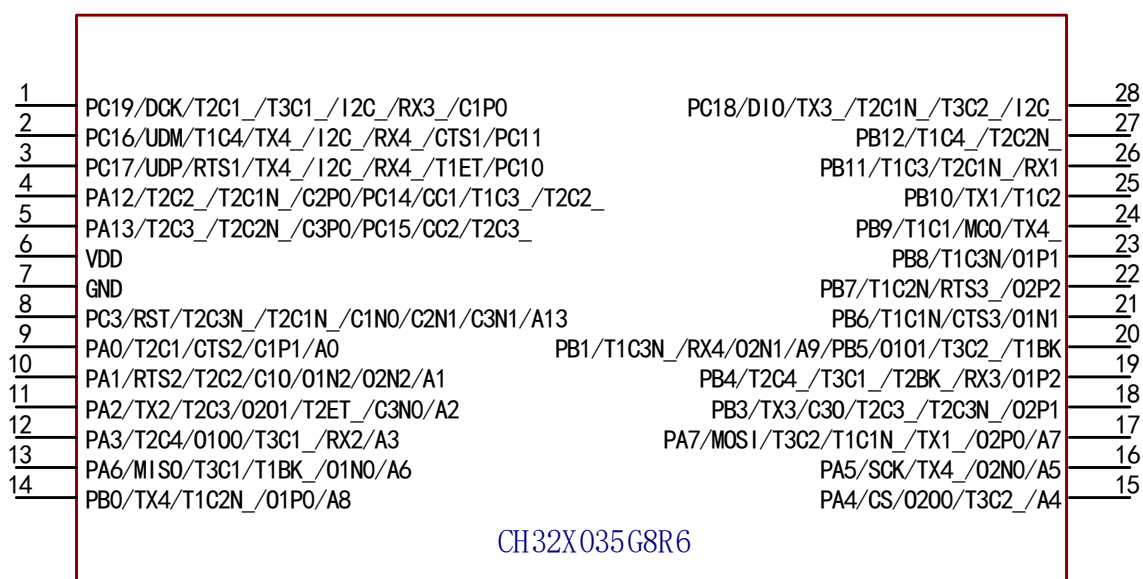 1 PC19/DCK/T2C1_/T3C1_/I2C_/RX3_/C1P0 PC18/DIO/TX3_/T2C1N_/T3C2_/I2C_ 28
2 PC16/UDM/T1C4/TX4_/I2C_/RX4_/CTS1/PC11 PB12/T1C4_/T2C2N_ 27
3 PC17/UDP/RTS1/TX4_/I2C_/RX4_/T1ET/PC10 PB11/T1C3/T2C1N_/RX1 26
4 PA12/T2C2_/T2C1N_/C2P0/PC14/CC1/T1C3_/T2C2_ PB10/TX1/T1C2 25
5 PA13/T2C3_/T2C2N_/C3P0/PC15/CC2/T2C3_ PB9/T1C1/MCO/TX4_ 24
6 VDD PB8/T1C3N/O1P1 23
7 GND PB7/T1C2N/RTS3_/O2P2 22
8 PC3/RST/T2C3N_/T2C1N_/C1N0/C2N1/C3N1/A13 PB6/T1C1N/CTS3/O1N1 21
9 PA0/T2C1/CTS2/C1P1/A0 PB1/T1C3N_/RX4/O2N1/A9/PB5/O1O1/T3C2_/T1BK 20
10 PA1/RTS2/T2C2/C1O/O1N2/O2N2/A1 PB4/T2C4_/T3C1_/T2BK_/RX3/O1P2 19
11 PA2/TX2/T2C3/O2O1/T2ET_/C3N0/A2 PB3/TX3/C3O/T2C3_/T2C3N_/O2P1 18
12 PA3/T2C4/O1O0/T3C1_/RX2/A3 PA7/MOSI/T3C2/T1C1N_/TX1_/O2P0/A7 17
13 PA6/MISO/T3C1/T1BK_/O1N0/A6 PA5/SCK/TX4_/O2N0/A5 16
14 PB0/TX4/T1C2N_/O1P0/A8 PA4/CS/O2O0/T3C2_/A4 15
CH32X035G8R6